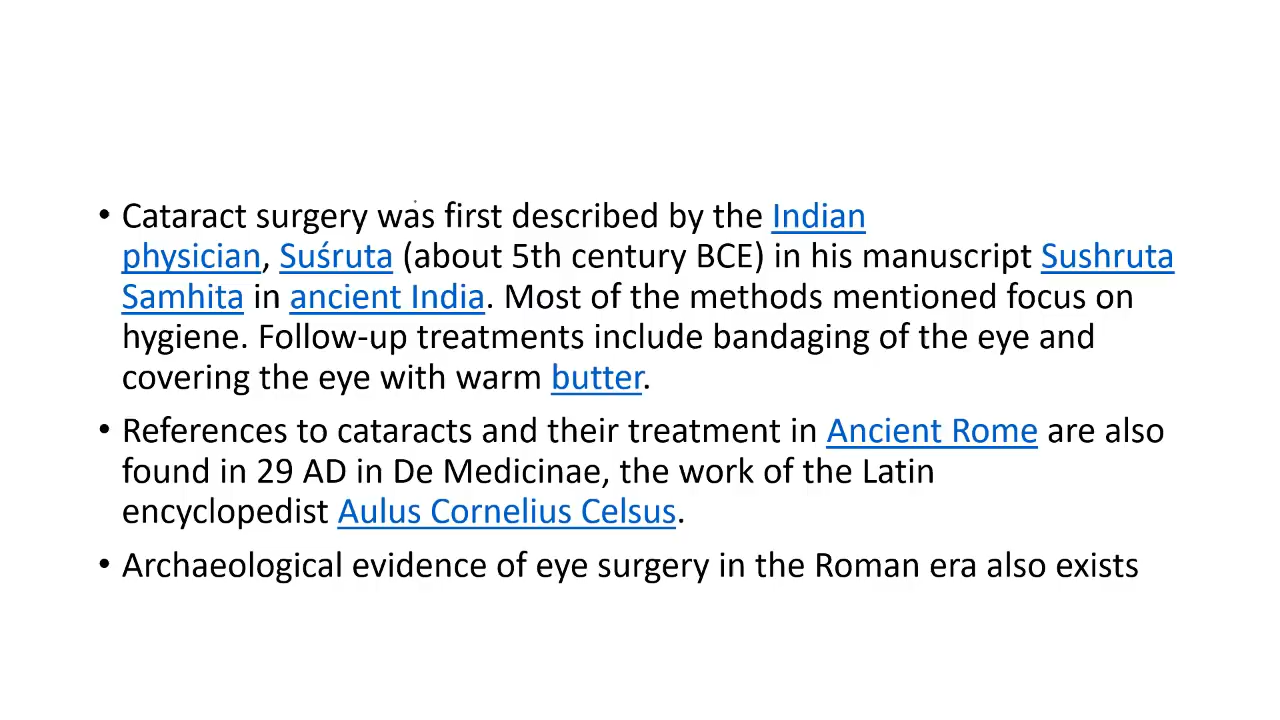 • Cataract surgery was first described by the Indian
physician, Suśruta (about 5th century BCE) in his manuscript Sushruta
Samhita in ancient India. Most of the methods mentioned focus on
hygiene. Follow-up treatments include bandaging of the eye and
covering the eye with warm butter.
• References to cataracts and their treatment in Ancient Rome are also
found in 29 AD in De Medicinae, the work of the Latin
encyclopedist Aulus Cornelius Celsus.
• Archaeological evidence of eye surgery in the Roman era also exists